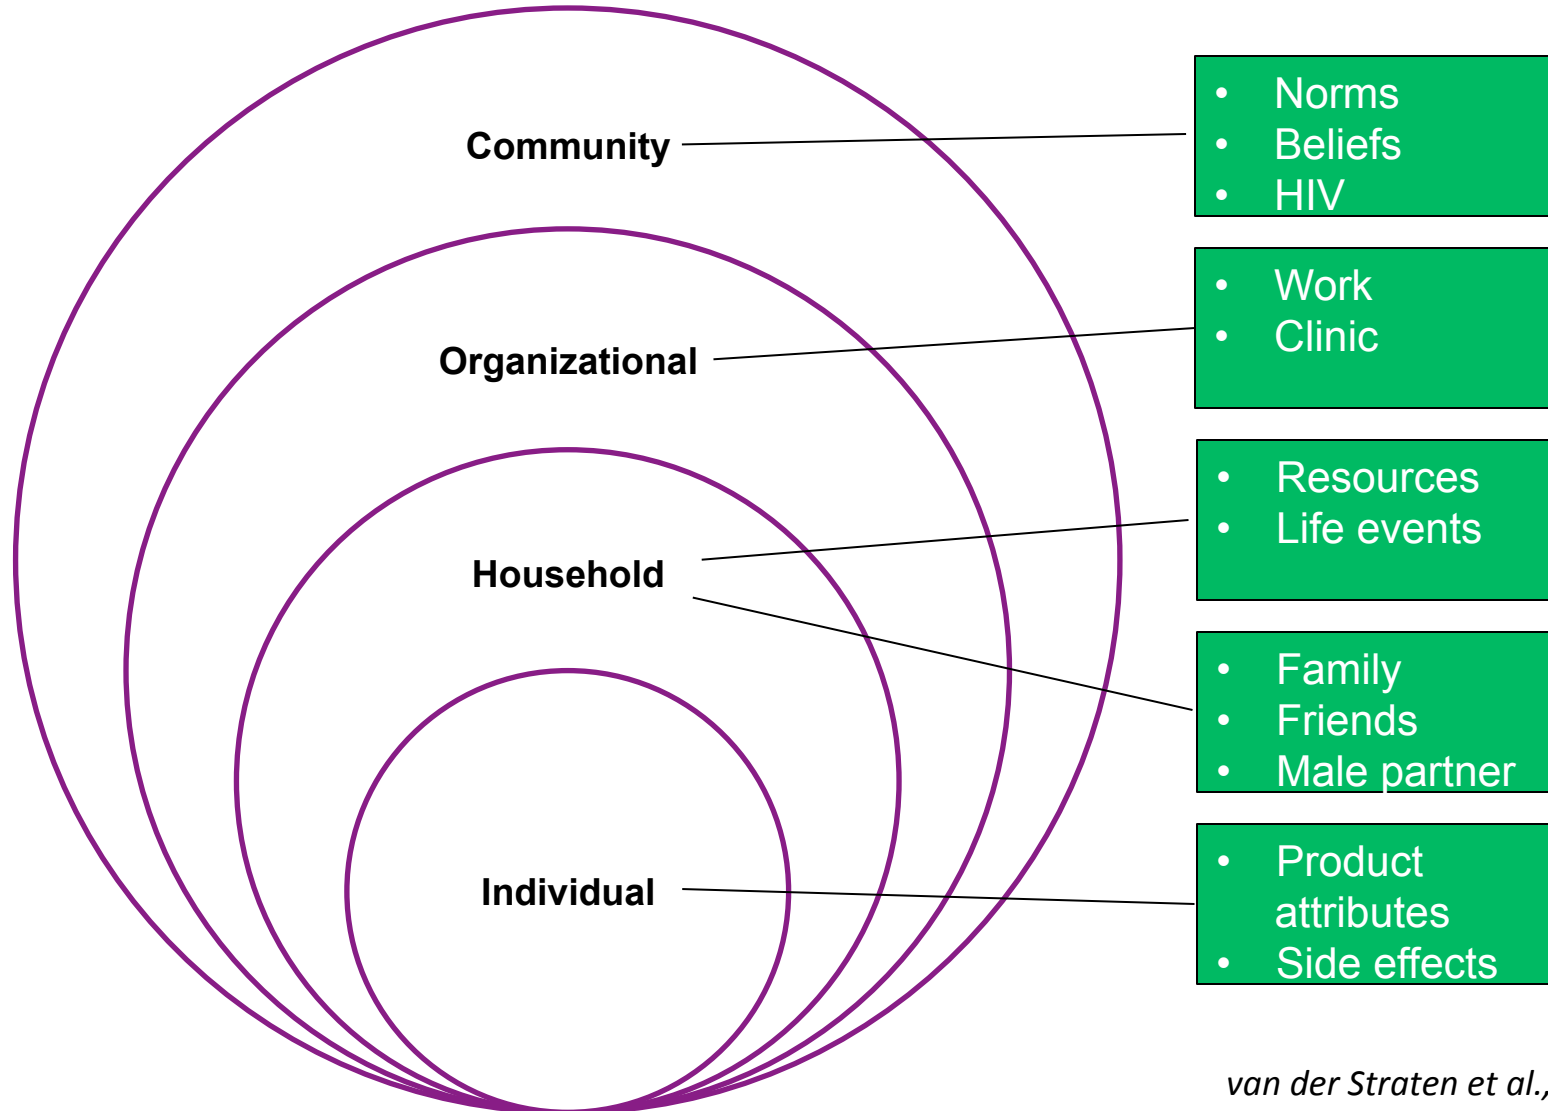 Community
• Norms
• Beliefs
• HIV
Organizational
• Work
• Clinic
Household
• Resources
• Life events
• Family
• Friends
• Male partner
Individual
• Product
attributes
• Side effects
van der Straten et al.,